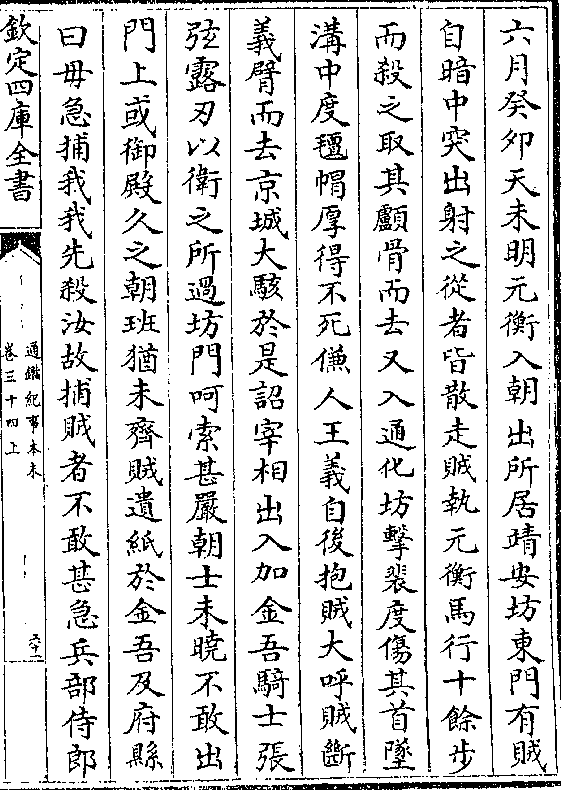 六月癸夘天未明元衡入朝出所居靖安坊東門有賊
自暗中突出射之從者皆散走賊執元衡馬行十餘步
而殺之取其顱骨而去又入通化坊擊裴度傷其首墜
溝中度氊帽厚得不死傔人王義自後抱賊大呼賊斷
義臂而去京城大駭於是詔宰相出入加金吾騎士張
弦露刃以衛之所過坊門呵索甚嚴朝士未曉不敢出
門上或御殿久之朝班猶未齊賊遺紙於金吾及府縣
曰毋急捕我我先殺汝故捕賊者不敢甚急兵部侍郎
欽定四庫全書
通鑑紀事本末
卷三十四上
六十一